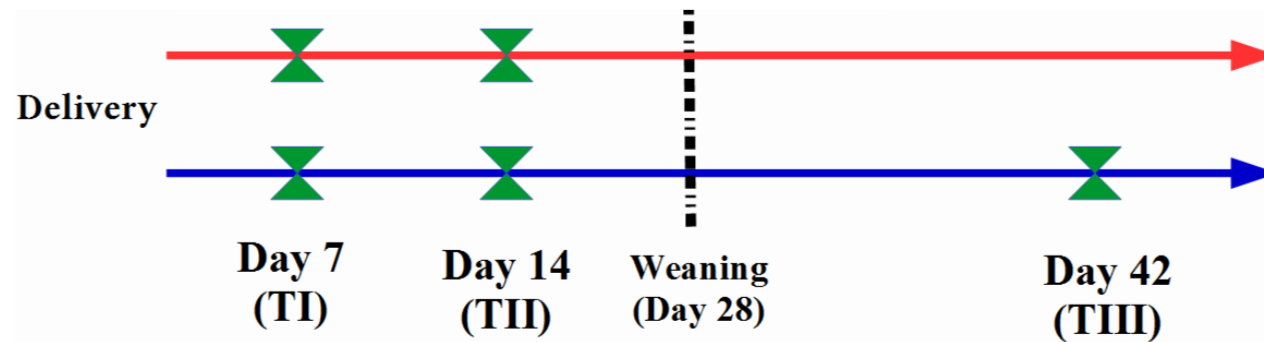 Delivery
Day 7
(TI)
Day 14
(TII)
Weaning
(Day 28)
Day 42
(TIII)